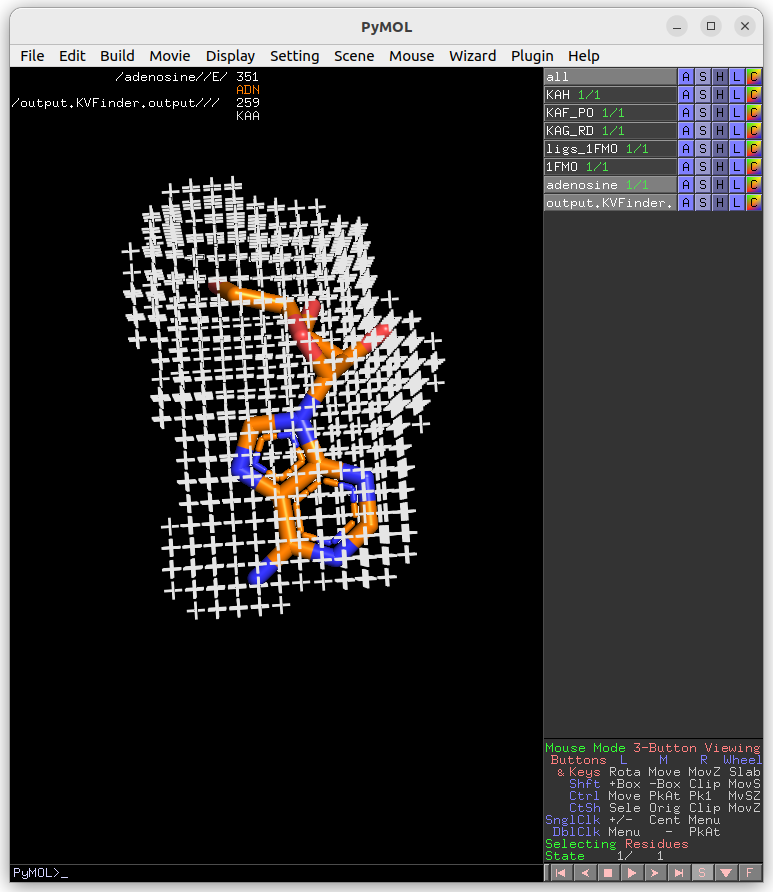 PyMOL
File Edit Build Movie Display Setting Scene Mouse Wizard Plugin Help
/adenosine//E/ 351
ADN
/output.KVFinder.output/// 259
KAA
all A S H L C
KAH 1/1 A S H L C
KAF_PO 1/1 A S H L C
KAG_RD 1/1 A S H L C
ligs_1FMO 1/1 A S H L C
1FMO 1/1 A S H L C
adenosine 1/1 A S H L C
output.KVFinder. A S H L C
Mouse Mode 3-Button Viewing
Buttons L M R Wheel
& Keys Rota Move MovZ Slab
Shft +Box -Box Clip MovS
Ctrl Move PkAt Pk1 MvSZ
CtSh Sele Orig Clip MovZ
SnglClk +/- Cent Menu
DblClk Menu - PkAt
Selecting Residues
State 1/ 1
PyMOL>_
S F